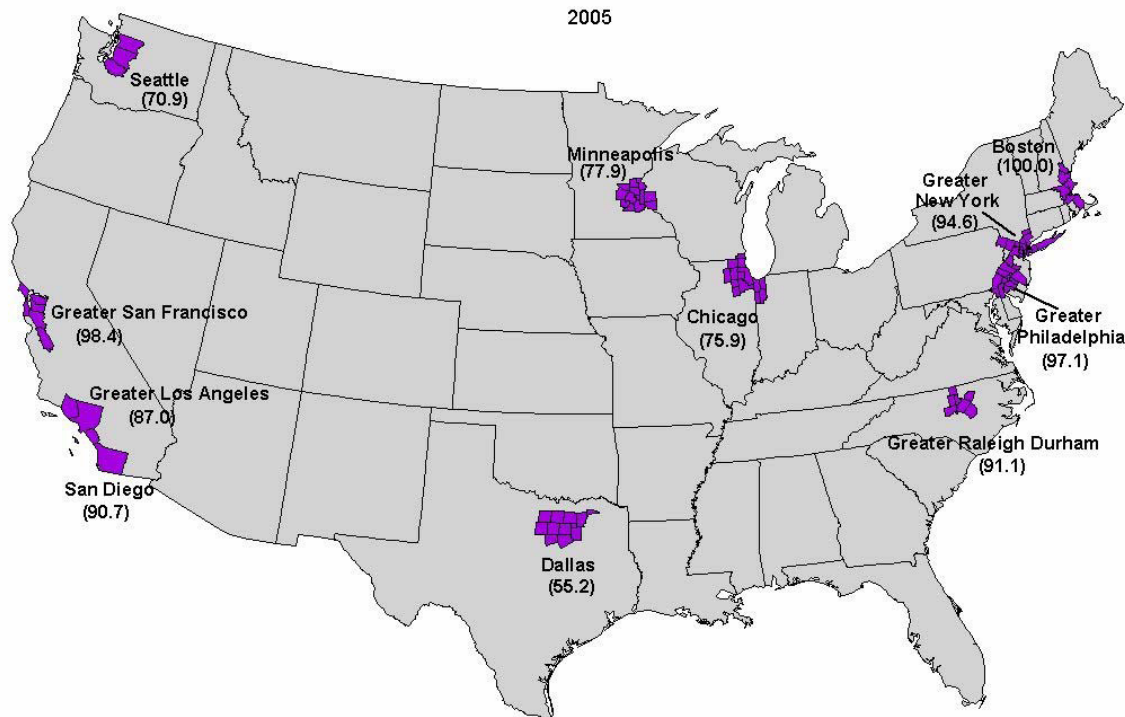 2005
Seattle
(70.9)
Minneapolis
(77.9)
Boston
(100.0)
Greater
New York
(94.6)
Greater San Francisco
(98.4)
Chicago
(75.9)
Greater
Philadelphia
(97.1)
Greater Los Angeles
(87.0)
Greater Raleigh Durham
(91.1)
San Diego
(90.7)
Dallas
(55.2)